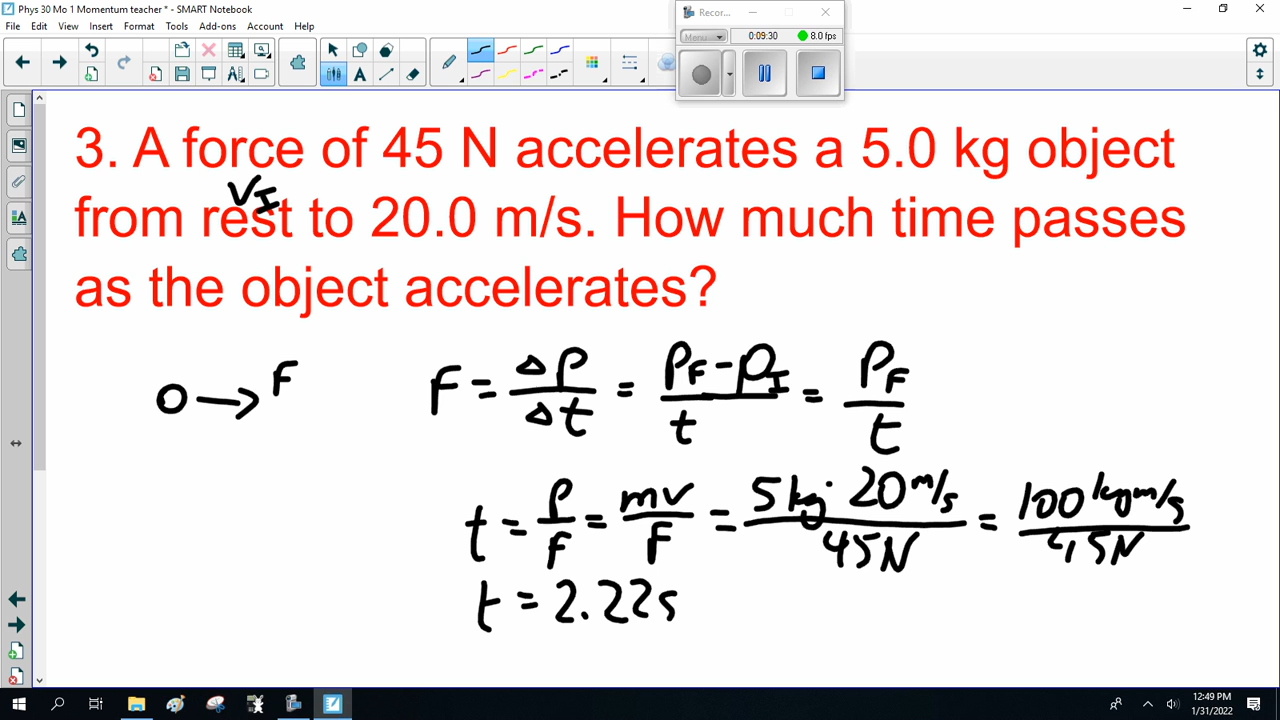 Phys 30 Mo 1 Momentum teacher * - SMART Notebook
Recor...
File Edit View Insert Format Tools Add-ons Account Help
Menu 0:09:30 8.0 fps
3. A force of 45 N accelerates a 5.0 kg object
VI
from rest to 20.0 m/s. How much time passes
as the object accelerates?
O → F F = Δp/Δt = (pF - pI)/t = pF/t
t = p/F = mv/F = 5kg·20m/s / 45N = 100kgm/s / 45N
t = 2.22s
12:49 PM
1/31/2022